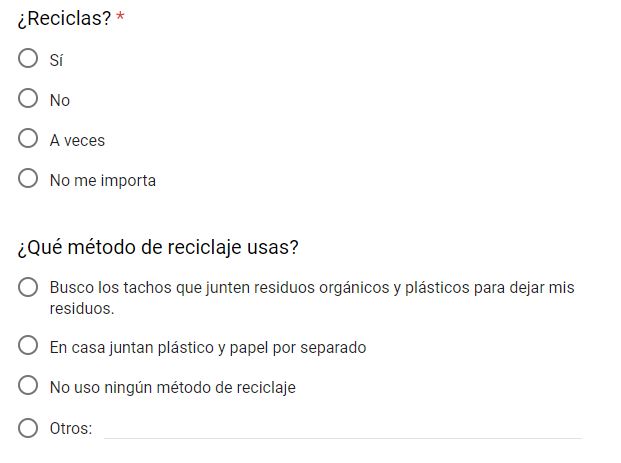 ¿Reciclas? *
Sí
No
A veces
No me importa
¿Qué método de reciclaje usas?
Busco los tachos que junten residuos orgánicos y plásticos para dejar mis
residuos.
En casa juntan plástico y papel por separado
No uso ningún método de reciclaje
Otros: